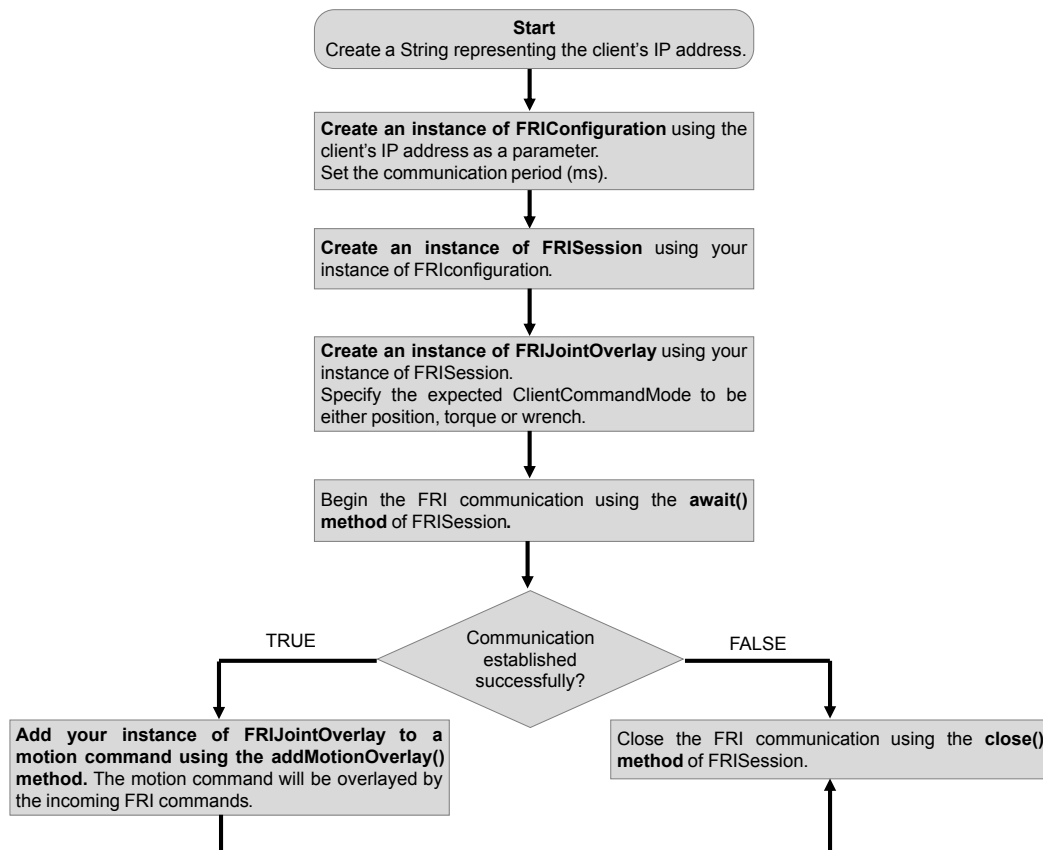 Start
Create a String representing the client's IP address.
Create an instance of FRIConfiguration using the
client's IP address as a parameter.
Set the communication period (ms).
Create an instance of FRISession using your
instance of FRIconfiguration.
Create an instance of FRIJointOverlay using your
instance of FRISession.
Specify the expected ClientCommandMode to be
either position, torque or wrench.
Begin the FRI communication using the await()
method of FRISession.
Communication
established
successfully?
TRUE
FALSE
Add your instance of FRIJointOverlay to a
motion command using the addMotionOverlay()
method. The motion command will be overlayed by
the incoming FRI commands.
Close the FRI communication using the close()
method of FRISession.